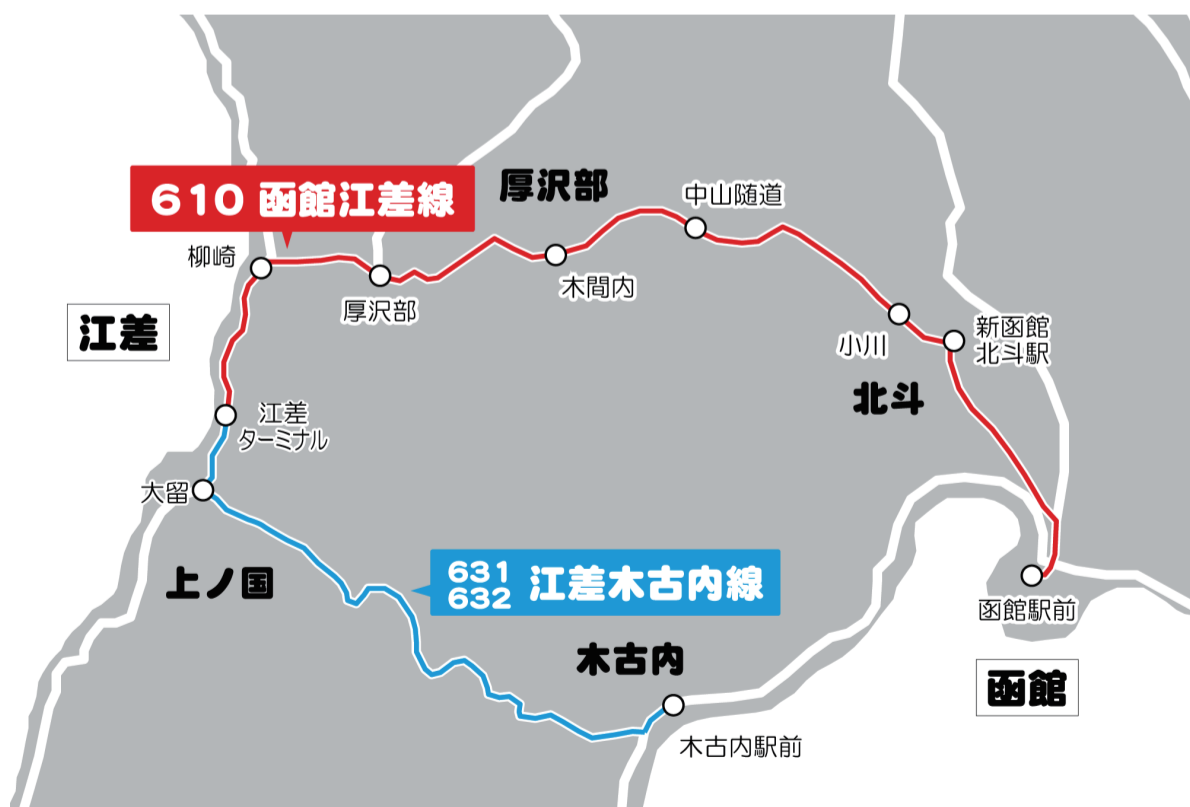 610 函館江差線
厚沢部
中山隧道
柳崎
厚沢部
木間内
江差
小川
新函館
北斗駅
北斗
江差
ターミナル
大留
上ノ国
631
632
江差木古内線
函館駅前
木古内
函館
木古内駅前